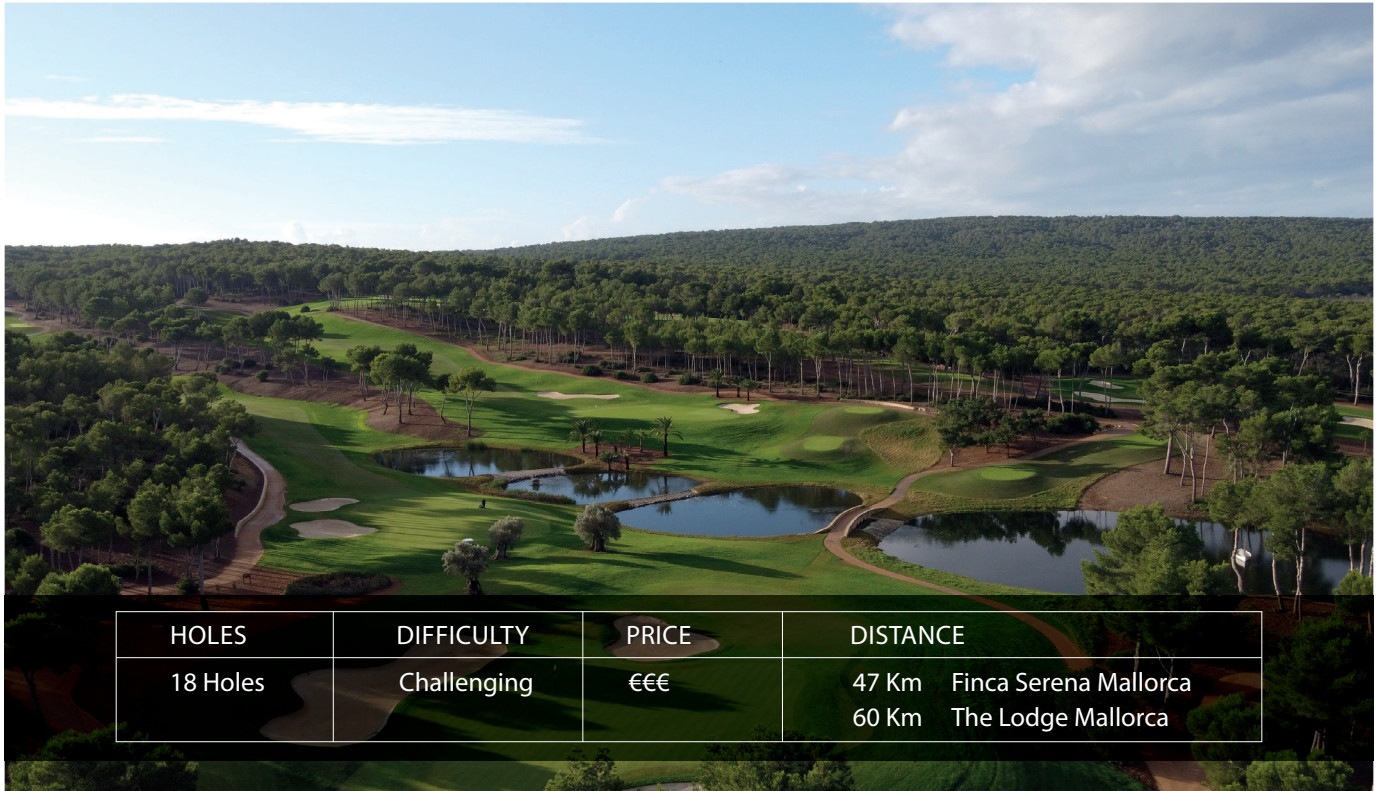 HOLES DIFFICULTY PRICE DISTANCE
18 Holes Challenging €€€ 47 Km Finca Serena Mallorca
60 Km The Lodge Mallorca